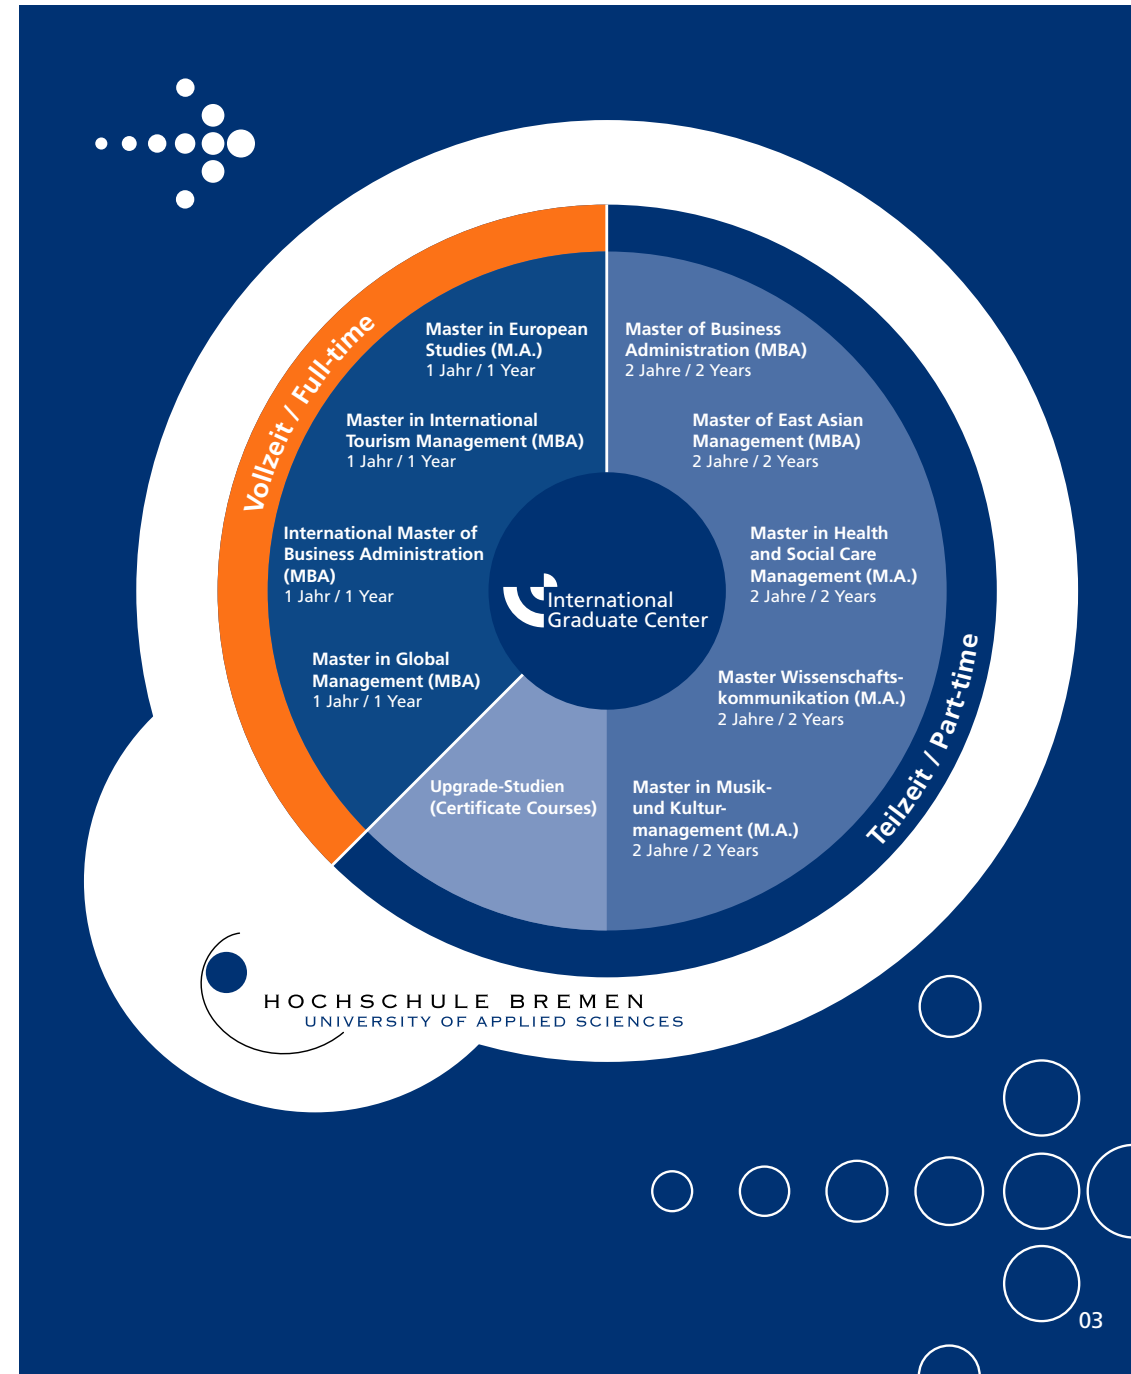 Vollzeit / Full-time
Master in European
Studies (M.A.)
1 Jahr / 1 Year
Master in International
Tourism Management (MBA)
1 Jahr / 1 Year
International Master of
Business Administration
(MBA)
1 Jahr / 1 Year
Master in Global
Management (MBA)
1 Jahr / 1 Year
Upgrade-Studien
(Certificate Courses)
Master of Business
Administration (MBA)
2 Jahre / 2 Years
Master of East Asian
Management (MBA)
2 Jahre / 2 Years
Master in Health
and Social Care
Management (M.A.)
2 Jahre / 2 Years
Master Wissenschafts-
kommunikation (M.A.)
2 Jahre / 2 Years
Master in Musik-
und Kultur-
management (M.A.)
2 Jahre / 2 Years
Teilzeit / Part-time
International
Graduate Center
HOCHSCHULE BREMEN
UNIVERSITY OF APPLIED SCIENCES
03